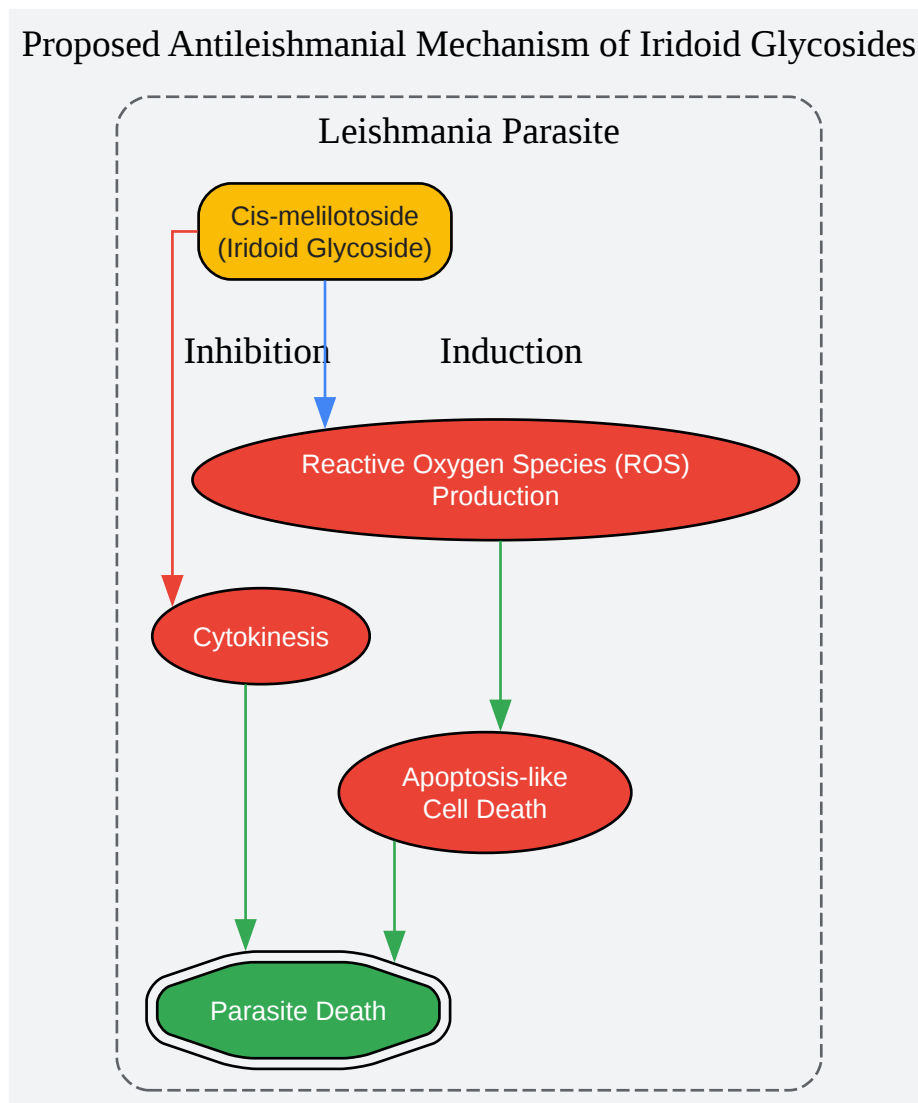 Proposed Antileishmanial Mechanism of Iridoid Glycosides
Leishmania Parasite
Cis-melilotoside
(Iridoid Glycoside)
Inhibition
Induction
Reactive Oxygen Species (ROS)
Production
Cytokinesis
Apoptosis-like
Cell Death
Parasite Death